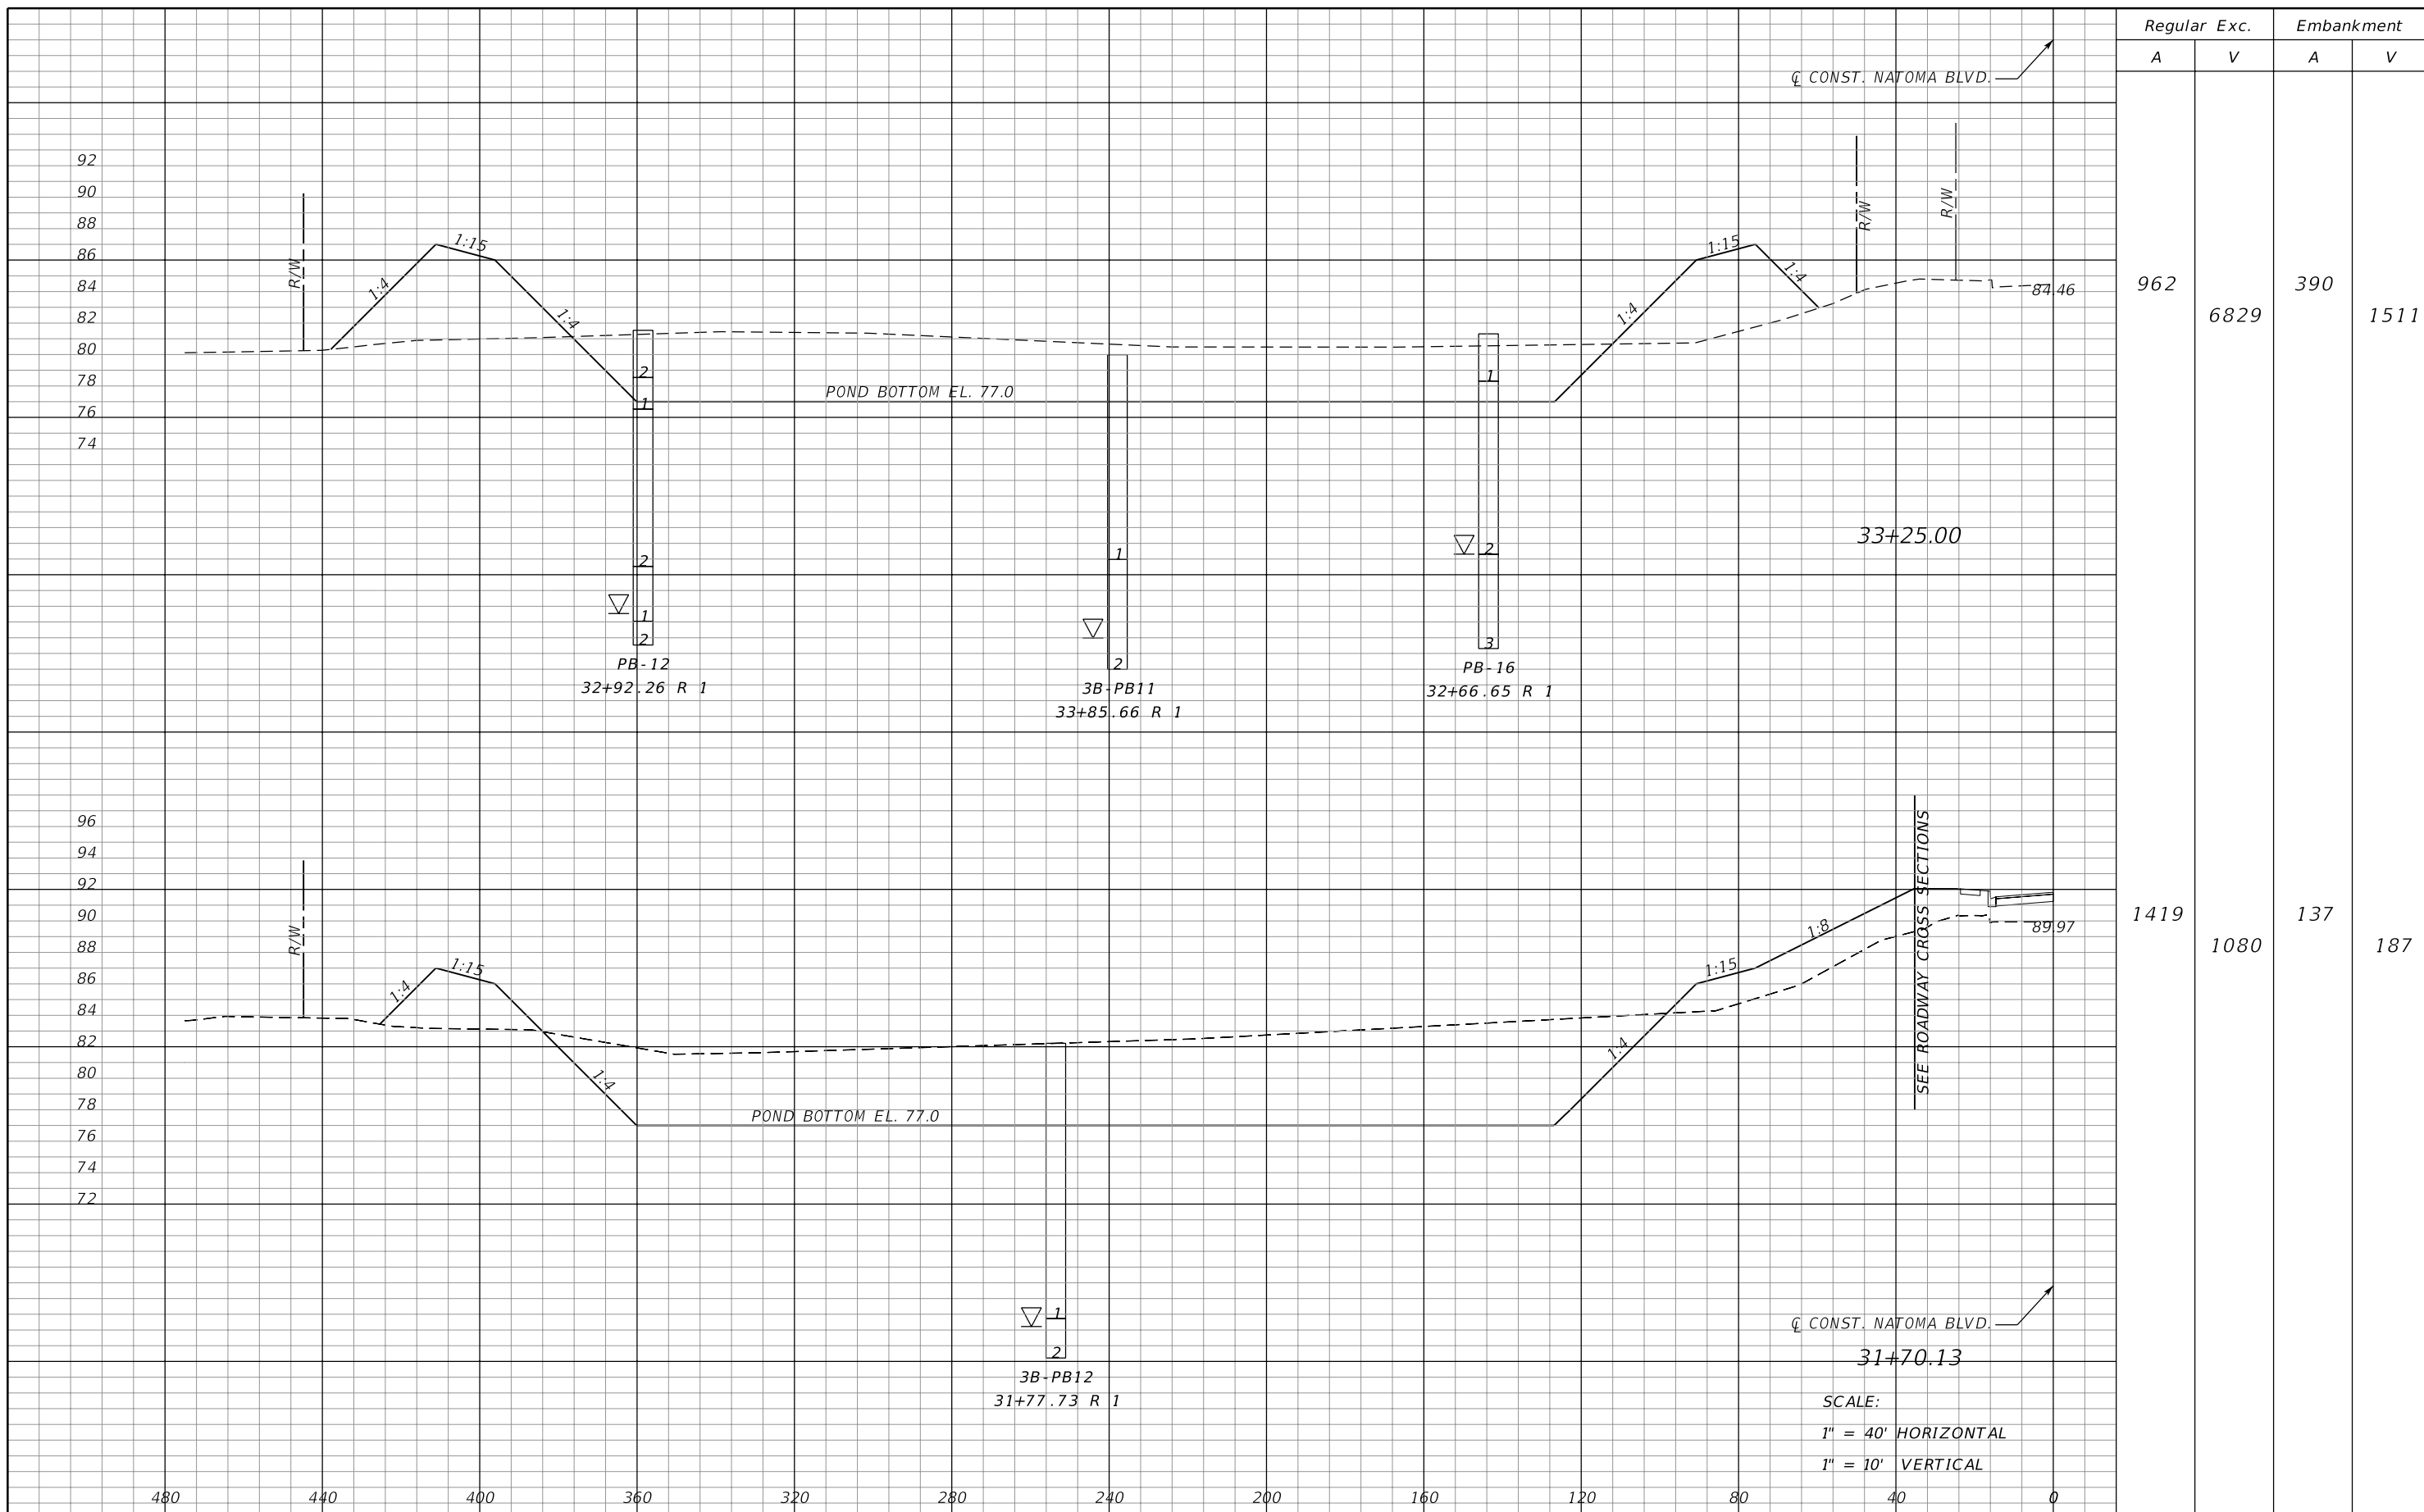 Regular Exc. Embankment
A V A V
℄ CONST. NATOMA BLVD.
92
90
88
86
84
82
80
78
76
74
R/W
1:4
1:15
1:4
1:15
1:4
1:4
R/W
R/W
84.46
962 390
6829 1511
POND BOTTOM EL. 77.0
2
1
2
1
2
PB-12
32+92.26 R 1
1
2
3B-PB11
33+85.66 R 1
1
2
3
PB-16
32+66.65 R 1
33+25.00
96
94
92
90
88
86
84
82
80
78
76
74
72
R/W
1:4
1:15
1:4
1:15
1:8
1:4
SEE ROADWAY CROSS SECTIONS
89.97
1419 137
1080 187
POND BOTTOM EL. 77.0
1
2
3B-PB12
31+77.73 R 1
℄ CONST. NATOMA BLVD.
31+70.13
SCALE:
1" = 40' HORIZONTAL
1" = 10' VERTICAL
480 440 400 360 320 280 240 200 160 120 80 40 0